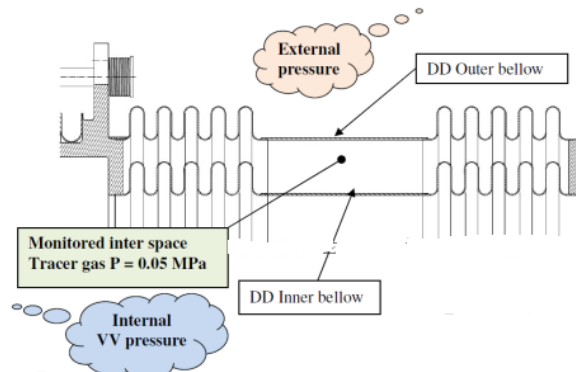 External
pressure
DD Outer bellow
Monitored inter space
Tracer gas P = 0.05 MPa
DD Inner bellow
Internal
VV pressure